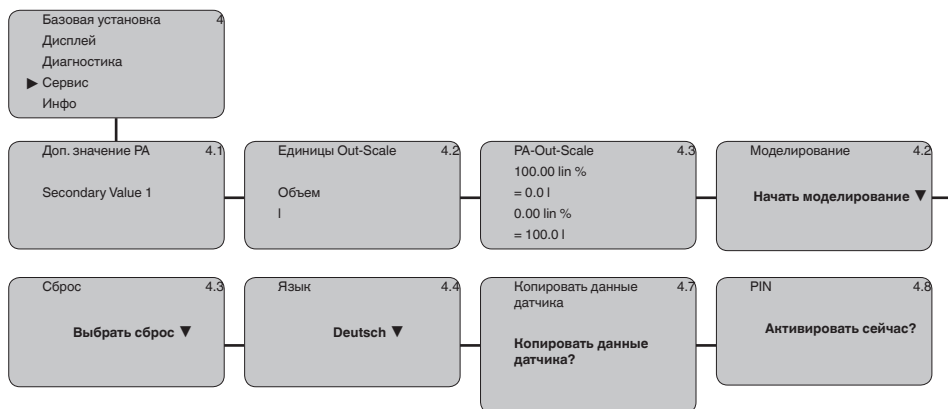 Базовая установка 4
Дисплей
Диагностика
▶ Сервис
Инфо
Доп. значение PA 4.1
Secondary Value 1
Единицы Out-Scale 4.2
Объем
l
PA-Out-Scale 4.3
100.00 lin %
= 0.0 l
0.00 lin %
= 100.0 l
Моделирование 4.2
Начать моделирование ▼
Сброс 4.3
Выбрать сброс ▼
Язык 4.4
Deutsch ▼
Копировать данные 4.7
датчика
Копировать данные
датчика?
PIN 4.8
Активировать сейчас?